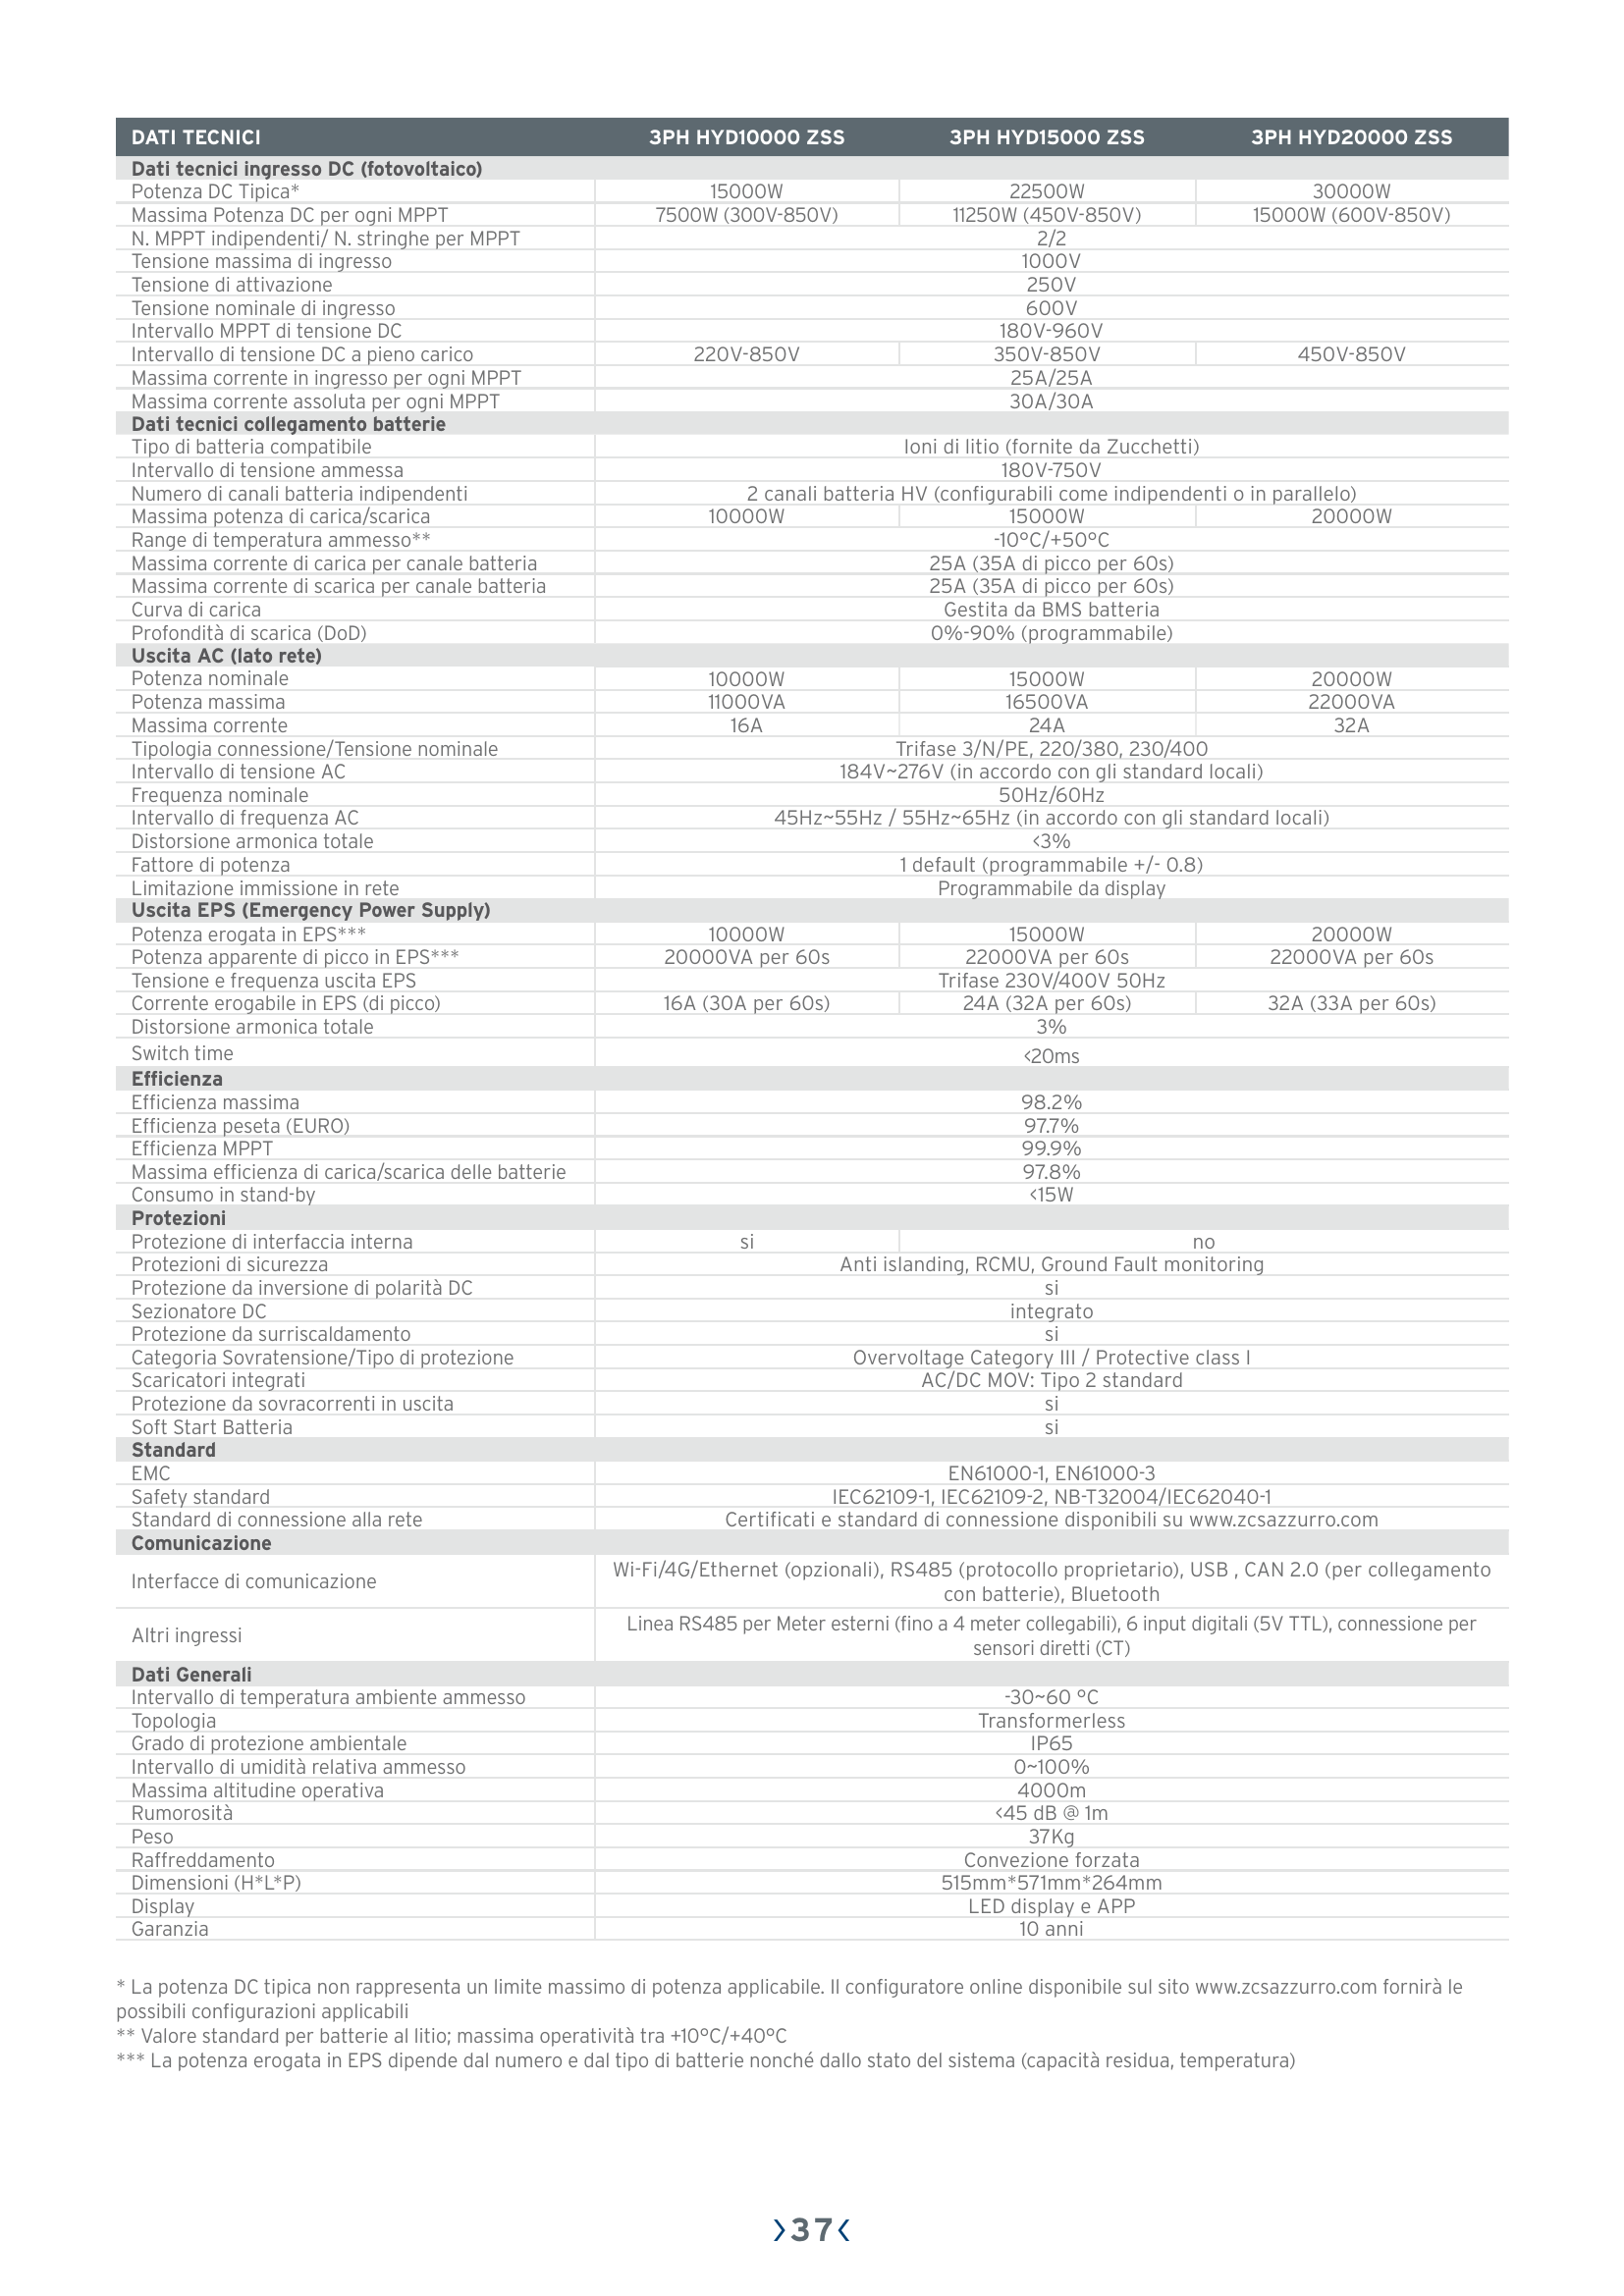 DATI TECNICI 3PH HYD10000 ZSS 3PH HYD15000 ZSS 3PH HYD20000 ZSS
Dati tecnici ingresso DC (fotovoltaico)
Potenza DC Tipica* 15000W 22500W 30000W
Massima Potenza DC per ogni MPPT 7500W (300V-850V) 11250W (450V-850V) 15000W (600V-850V)
N. MPPT indipendenti/ N. stringhe per MPPT 2/2
Tensione massima di ingresso 1000V
Tensione di attivazione 250V
Tensione nominale di ingresso 600V
Intervallo MPPT di tensione DC 180V-960V
Intervallo di tensione DC a pieno carico 220V-850V 350V-850V 450V-850V
Massima corrente in ingresso per ogni MPPT 25A/25A
Massima corrente assoluta per ogni MPPT 30A/30A
Dati tecnici collegamento batterie
Tipo di batteria compatibile Ioni di litio (fornite da Zucchetti)
Intervallo di tensione ammessa 180V-750V
Numero di canali batteria indipendenti 2 canali batteria HV (configurabili come indipendenti o in parallelo)
Massima potenza di carica/scarica 10000W 15000W 20000W
Range di temperatura ammesso** -10°C/+50°C
Massima corrente di carica per canale batteria 25A (35A di picco per 60s)
Massima corrente di scarica per canale batteria 25A (35A di picco per 60s)
Curva di carica Gestita da BMS batteria
Profondità di scarica (DoD) 0%-90% (programmabile)
Uscita AC (lato rete)
Potenza nominale 10000W 15000W 20000W
Potenza massima 11000VA 16500VA 22000VA
Massima corrente 16A 24A 32A
Tipologia connessione/Tensione nominale Trifase 3/N/PE, 220/380, 230/400
Intervallo di tensione AC 184V~276V (in accordo con gli standard locali)
Frequenza nominale 50Hz/60Hz
Intervallo di frequenza AC 45Hz~55Hz / 55Hz~65Hz (in accordo con gli standard locali)
Distorsione armonica totale <3%
Fattore di potenza 1 default (programmabile +/- 0.8)
Limitazione immissione in rete Programmabile da display
Uscita EPS (Emergency Power Supply)
Potenza erogata in EPS*** 10000W 15000W 20000W
Potenza apparente di picco in EPS*** 20000VA per 60s 22000VA per 60s 22000VA per 60s
Tensione e frequenza uscita EPS Trifase 230V/400V 50Hz
Corrente erogabile in EPS (di picco) 16A (30A per 60s) 24A (32A per 60s) 32A (33A per 60s)
Distorsione armonica totale 3%
Switch time <20ms
Efficienza
Efficienza massima 98.2%
Efficienza peseta (EURO) 97.7%
Efficienza MPPT 99.9%
Massima efficienza di carica/scarica delle batterie 97.8%
Consumo in stand-by <15W
Protezioni
Protezione di interfaccia interna si no
Protezioni di sicurezza Anti islanding, RCMU, Ground Fault monitoring
Protezione da inversione di polarità DC si
Sezionatore DC integrato
Protezione da surriscaldamento si
Categoria Sovratensione/Tipo di protezione Overvoltage Category III / Protective class I
Scaricatori integrati AC/DC MOV: Tipo 2 standard
Protezione da sovracorrenti in uscita si
Soft Start Batteria si
Standard
EMC EN61000-1, EN61000-3
Safety standard IEC62109-1, IEC62109-2, NB-T32004/IEC62040-1
Standard di connessione alla rete Certificati e standard di connessione disponibili su www.zcsazzurro.com
Comunicazione
Interfacce di comunicazione Wi-Fi/4G/Ethernet (opzionali), RS485 (protocollo proprietario), USB , CAN 2.0 (per collegamento
con batterie), Bluetooth
Altri ingressi Linea RS485 per Meter esterni (fino a 4 meter collegabili), 6 input digitali (5V TTL), connessione per
sensori diretti (CT)
Dati Generali
Intervallo di temperatura ambiente ammesso -30~60 °C
Topologia Transformerless
Grado di protezione ambientale IP65
Intervallo di umidità relativa ammesso 0~100%
Massima altitudine operativa 4000m
Rumorosità <45 dB @ 1m
Peso 37Kg
Raffreddamento Convezione forzata
Dimensioni (H*L*P) 515mm*571mm*264mm
Display LED display e APP
Garanzia 10 anni
* La potenza DC tipica non rappresenta un limite massimo di potenza applicabile. Il configuratore online disponibile sul sito www.zcsazzurro.com fornirà le
possibili configurazioni applicabili
** Valore standard per batterie al litio; massima operatività tra +10°C/+40°C
*** La potenza erogata in EPS dipende dal numero e dal tipo di batterie nonché dallo stato del sistema (capacità residua, temperatura)
37